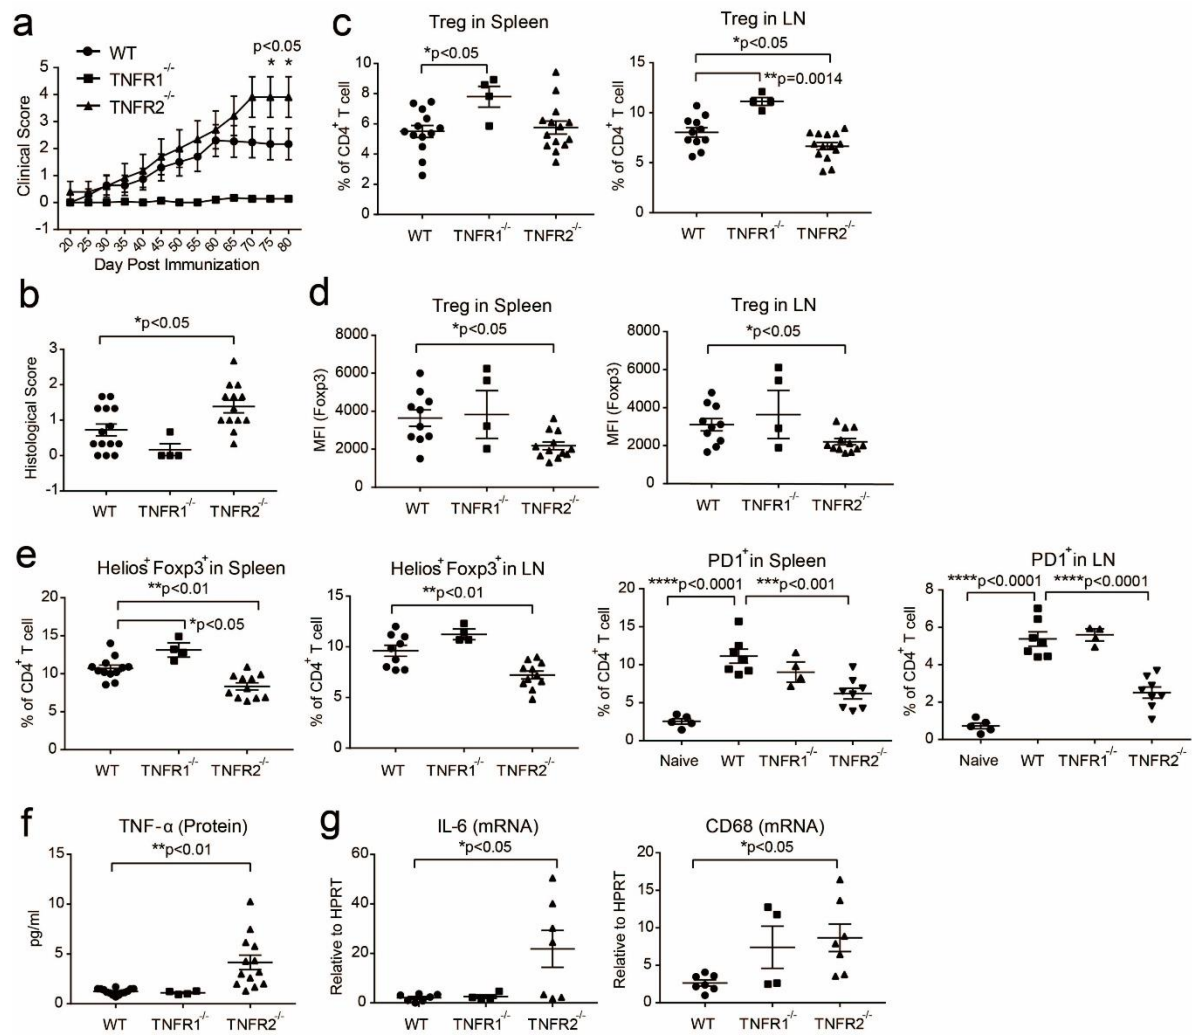 a
WT
TNFR1-/-
TNFR2-/-
p<0.05
* *
Clinical Score
5
4
3
2
1
0
-1
20 25 30 35 40 45 50 55 60 65 70 75 80
Day Post Immunization
b
*p<0.05
Histological Score
3
2
1
0
-1
WT TNFR1-/- TNFR2-/-
c
Treg in Spleen
*p<0.05
% of CD4+ T cell
10
8
6
4
2
0
WT TNFR1-/- TNFR2-/-
Treg in LN
*p<0.05
**p=0.0014
% of CD4+ T cell
15
10
5
0
WT TNFR1-/- TNFR2-/-
d
Treg in Spleen
*p<0.05
MFI (Foxp3)
8000
6000
4000
2000
0
WT TNFR1-/- TNFR2-/-
Treg in LN
*p<0.05
MFI (Foxp3)
8000
6000
4000
2000
0
WT TNFR1-/- TNFR2-/-
e
Helios+Foxp3+ in Spleen
**p<0.01
*p<0.05
% of CD4+ T cell
20
15
10
5
0
WT TNFR1-/- TNFR2-/-
Helios+Foxp3+ in LN
**p<0.01
% of CD4+ T cell
15
10
5
0
WT TNFR1-/- TNFR2-/-
PD1+ in Spleen
****p<0.0001 ***p<0.001
% of CD4+ T cell
20
15
10
5
0
Naive WT TNFR1-/- TNFR2-/-
PD1+ in LN
****p<0.0001 ****p<0.0001
% of CD4+ T cell
8
6
4
2
0
Naive WT TNFR1-/- TNFR2-/-
f
TNF-α (Protein)
**p<0.01
pg/ml
15
10
5
0
WT TNFR1-/- TNFR2-/-
g
IL-6 (mRNA)
*p<0.05
Relative to HPRT
60
40
20
0
WT TNFR1-/- TNFR2-/-
CD68 (mRNA)
*p<0.05
Relative to HPRT
20
15
10
5
0
WT TNFR1-/- TNFR2-/-